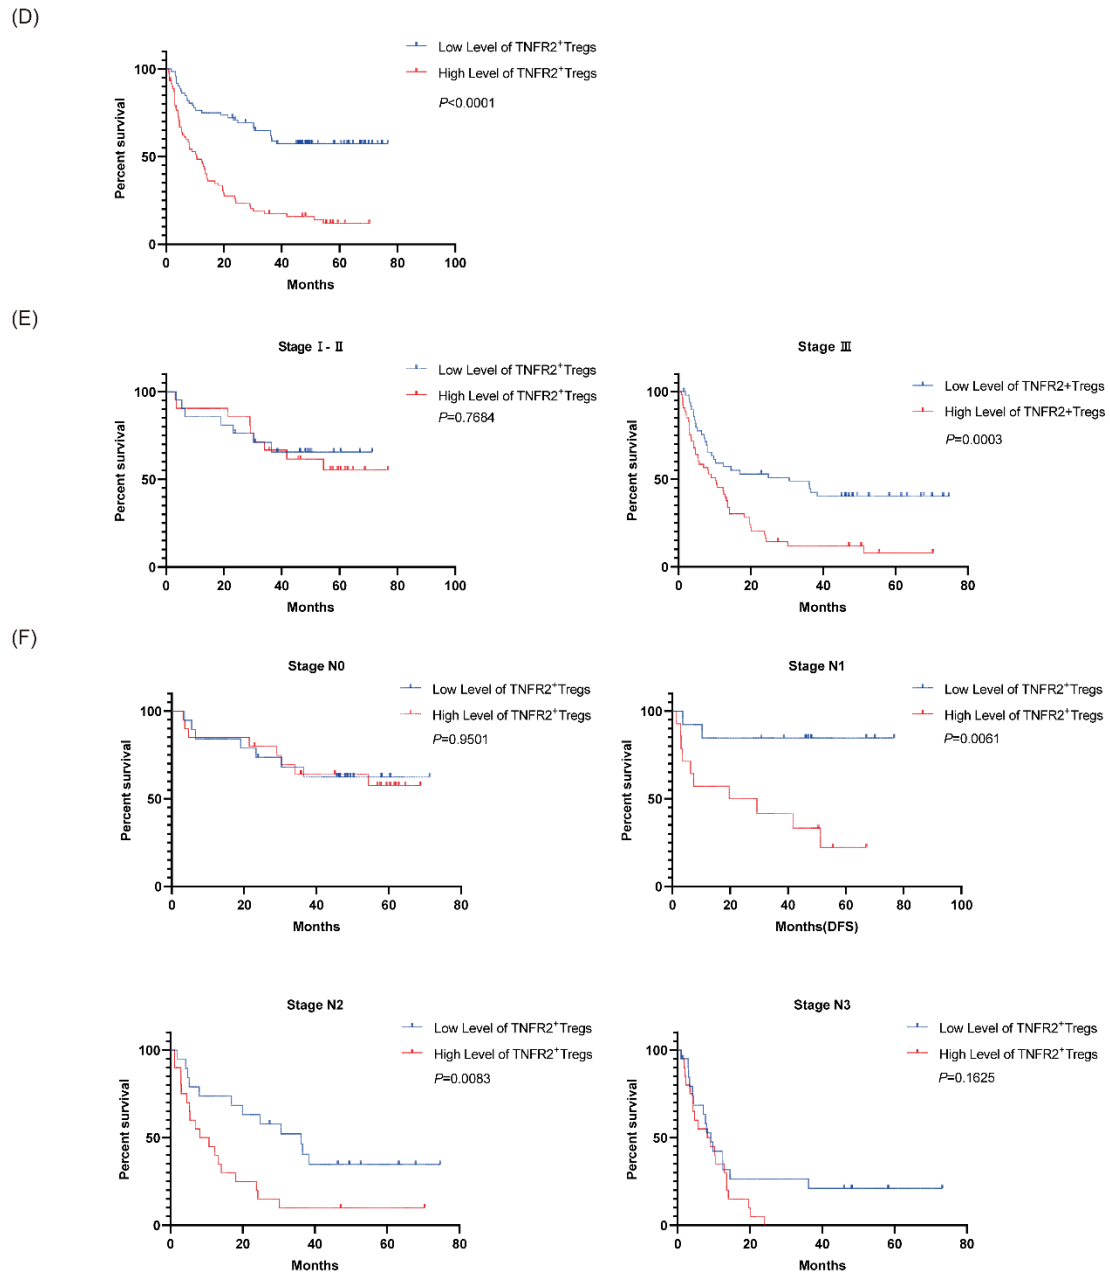 (D)
Low Level of TNFR2⁺Tregs
High Level of TNFR2⁺Tregs
P<0.0001
100
50
0
Percent survival
0 20 40 60 80 100
Months
(E)
Stage Ⅰ-Ⅱ
Low Level of TNFR2⁺Tregs
High Level of TNFR2⁺Tregs
P=0.7684
100
50
0
Percent survival
0 20 40 60 80 100
Months
Stage Ⅲ
Low Level of TNFR2+Tregs
High Level of TNFR2+Tregs
P=0.0003
100
50
0
Percent survival
0 20 40 60 80
Months
(F)
Stage N0
Low Level of TNFR2⁺Tregs
High Level of TNFR2⁺Tregs
P=0.9501
100
50
0
Percent survival
0 20 40 60 80
Months
Stage N1
Low Level of TNFR2⁺Tregs
High Level of TNFR2⁺Tregs
P=0.0061
100
50
0
Percent survival
0 20 40 60 80 100
Months(DFS)
Stage N2
Low Level of TNFR2⁺Tregs
High Level of TNFR2⁺Tregs
P=0.0083
100
50
0
Percent survival
0 20 40 60 80
Months
Stage N3
Low Level of TNFR2⁺Tregs
High Level of TNFR2⁺Tregs
P=0.1625
100
50
0
Percent survival
0 20 40 60 80
Months